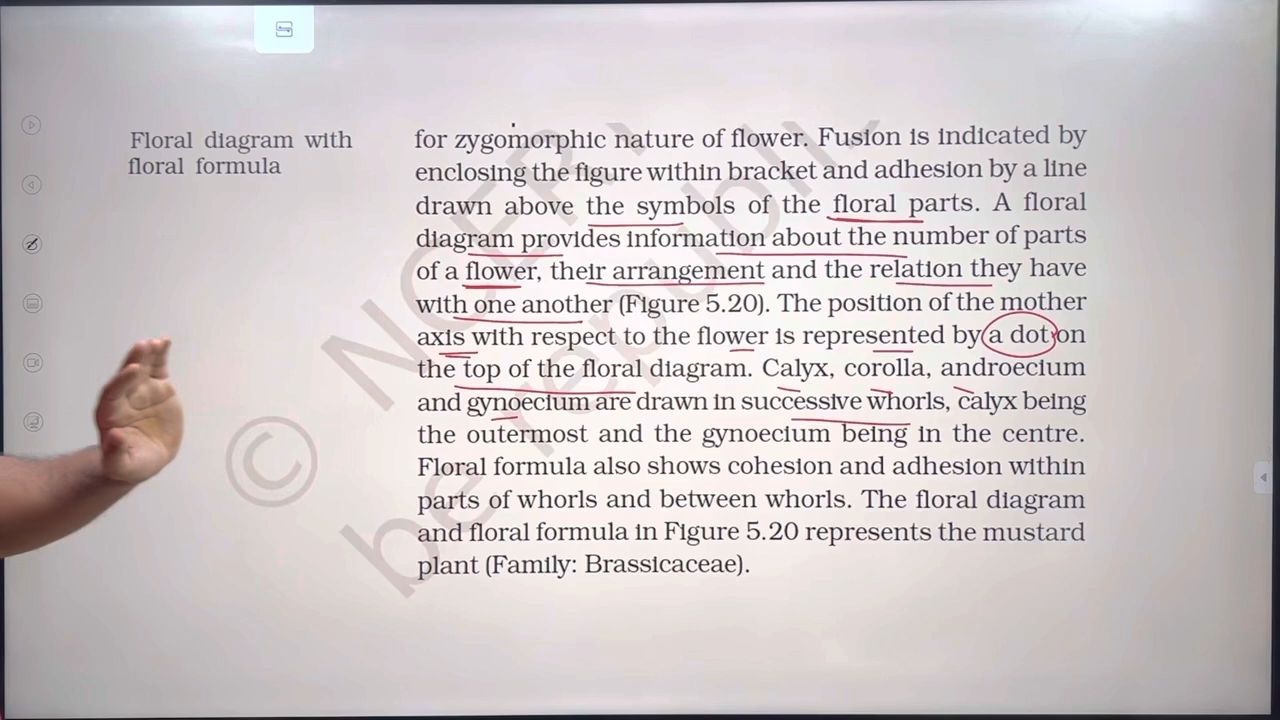 Floral diagram with
floral formula
for zygomorphic nature of flower. Fusion is indicated by
enclosing the figure within bracket and adhesion by a line
drawn above the symbols of the floral parts. A floral
diagram provides information about the number of parts
of a flower, their arrangement and the relation they have
with one another (Figure 5.20). The position of the mother
axis with respect to the flower is represented by a dot on
the top of the floral diagram. Calyx, corolla, androecium
and gynoecium are drawn in successive whorls, calyx being
the outermost and the gynoecium being in the centre.
Floral formula also shows cohesion and adhesion within
parts of whorls and between whorls. The floral diagram
and floral formula in Figure 5.20 represents the mustard
plant (Family: Brassicaceae).
© NCERT
be republi